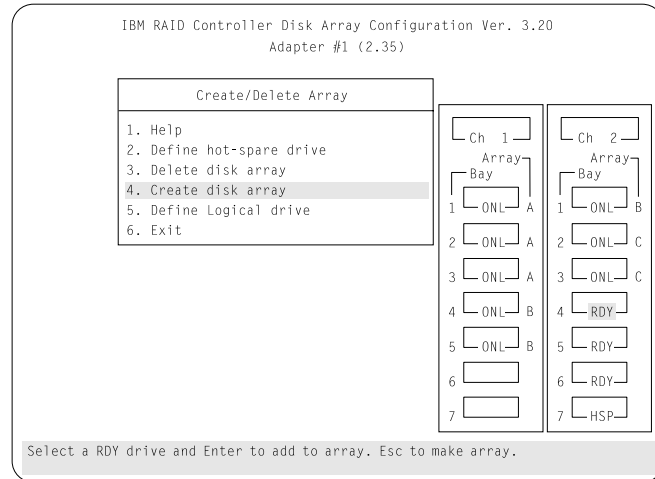 IBM RAID Controller Disk Array Configuration Ver. 3.20
Adapter #1 (2.35)
Create/Delete Array
1. Help
2. Define hot-spare drive
3. Delete disk array
4. Create disk array
5. Define Logical drive
6. Exit
Ch 1
Array
Bay
1 ONL A
2 ONL A
3 ONL A
4 ONL B
5 ONL B
6
7
Ch 2
Array
Bay
1 ONL B
2 ONL C
3 ONL C
4 RDY
5 RDY
6 RDY
7 HSP
Select a RDY drive and Enter to add to array. Esc to make array.